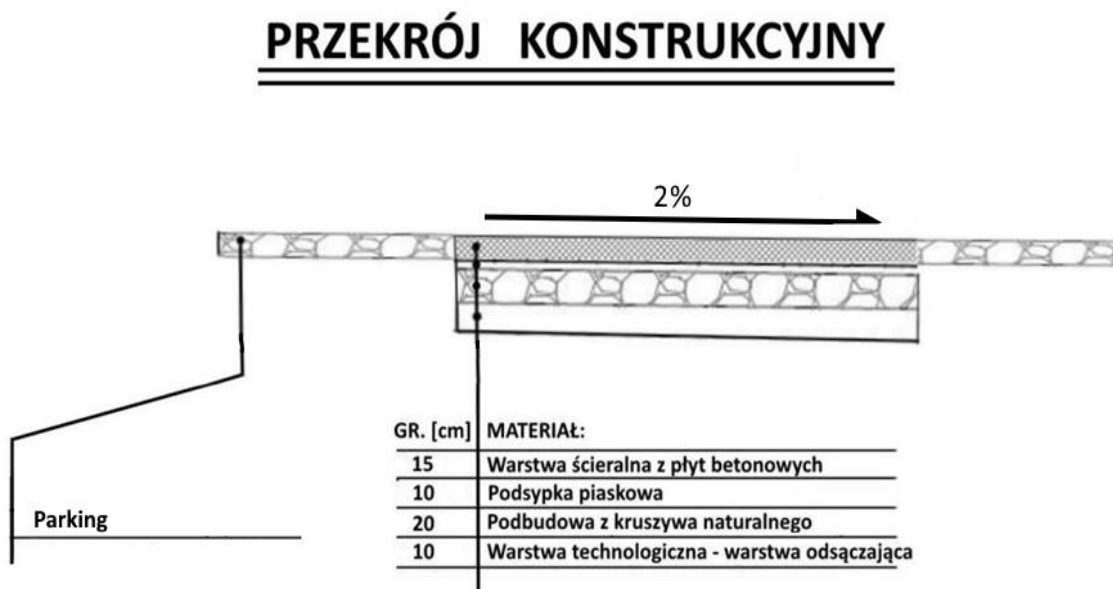 PRZEKRÓJ KONSTRUKCYJNY
2%
GR. [cm] MATERIAŁ:
15 Warstwa ścieralna z płyt betonowych
10 Podsypka piaskowa
20 Podbudowa z kruszywa naturalnego
10 Warstwa technologiczna - warstwa odsączająca
Parking